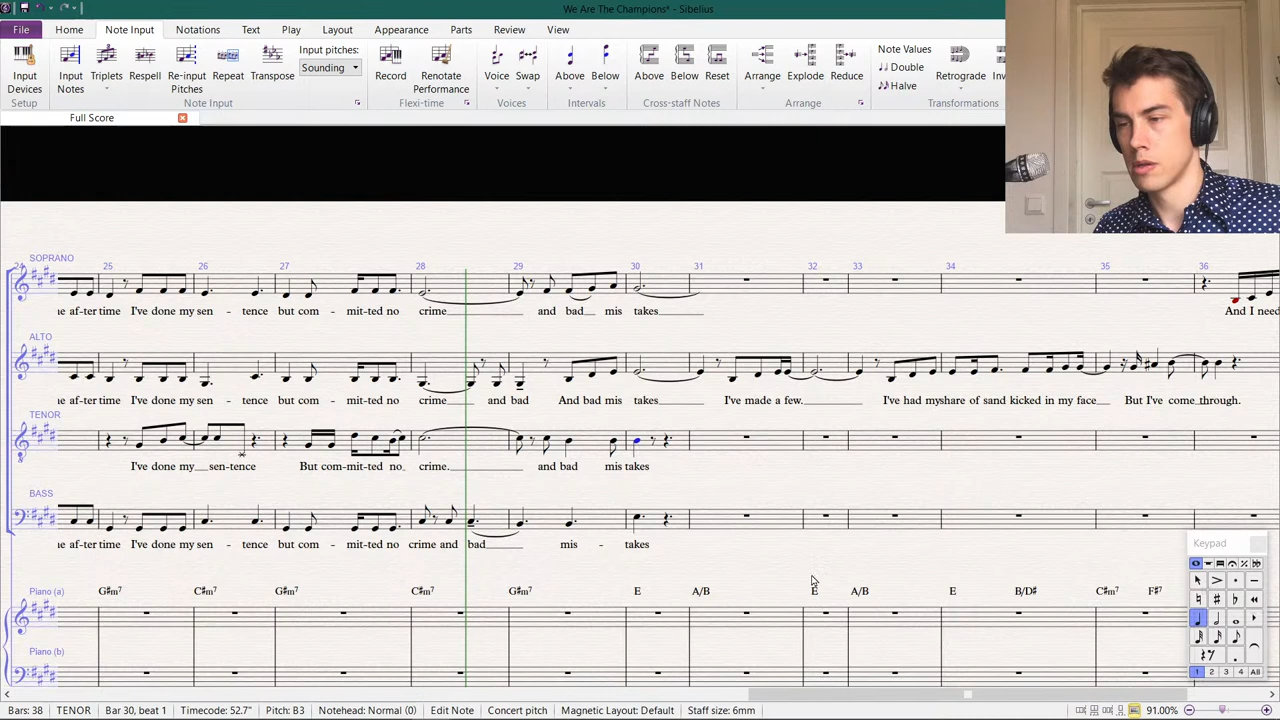 We Are The Champions* - Sibelius
File Home Note Input Notations Text Play Layout Appearance Parts Review View
Input Devices
Input Notes
Triplets
Respell
Re-input Pitches
Repeat
Transpose
Input pitches:
Sounding
Record
Renotate Performance
Voice
Swap
Above
Below
Above
Below
Reset
Arrange
Explode
Reduce
Note Values
Double
Halve
Retrograde
Setup Note Input Flexi-time Voices Intervals Cross-staff Notes Arrange Transformations
Full Score
SOPRANO
24 25 26 27 28 29 30 31 32 33 34 35 36
af-ter time I've done my sen - tence but com - mit-ted no crime and bad mis takes And I need
ALTO
af-ter time I've done my sen - tence but com - mit-ted no crime and bad And bad mis takes I've made a few. I've had my share of sand kicked in my face But I've come through.
TENOR
I've done my sen-tence But com-mit-ted no crime. and bad mis takes
BASS
af-ter time I've done my sen - tence but com - mit-ted no crime and bad mis - takes
Keypad
Piano (a) G#m7 C#m7 G#m7 C#m7 G#m7 E A/B E A/B E B/D# C#m7 F#7
Piano (b)
1 2 3 4 All
Bars: 38 TENOR Bar 30, beat 1 Timecode: 52.7" Pitch: B3 Notehead: Normal (0) Edit Note Concert pitch Magnetic Layout: Default Staff size: 6mm 91.00%